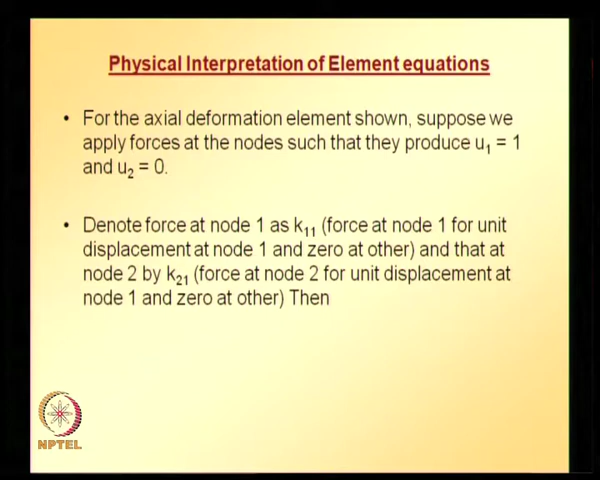 Physical Interpretation of Element equations
• For the axial deformation element shown, suppose we
apply forces at the nodes such that they produce u₁ = 1
and u₂ = 0.
• Denote force at node 1 as k₁₁ (force at node 1 for unit
displacement at node 1 and zero at other) and that at
node 2 by k₂₁ (force at node 2 for unit displacement at
node 1 and zero at other) Then
NPTEL